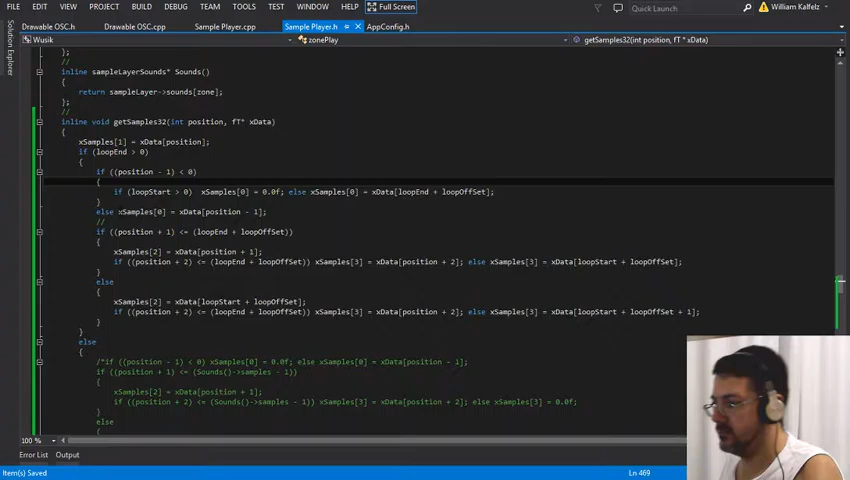 FILE EDIT VIEW PROJECT BUILD DEBUG TEAM TOOLS TEST ANALYZE WINDOW HELP Full Screen Quick Launch William Kalfelz
Drawable OSC.h Drawable OSC.cpp Sample Player.cpp Sample Player.h AppConfig.h
Wusik zonePlay getSamples32(int position, fT * xData)
Solution Explorer
};
//
inline sampleLayerSounds* Sounds()
{
return sampleLayer->sounds[zone];
};
//
inline void getSamples32(int position, fT* xData)
{
xSamples[1] = xData[position];
if (loopEnd > 0)
{
if ((position - 1) < 0)
{
if (loopStart > 0) xSamples[0] = 0.0f; else xSamples[0] = xData[loopEnd + loopOffSet];
}
else xSamples[0] = xData[position - 1];
//
if ((position + 1) <= (loopEnd + loopOffSet))
{
xSamples[2] = xData[position + 1];
if ((position + 2) <= (loopEnd + loopOffSet)) xSamples[3] = xData[position + 2]; else xSamples[3] = xData[loopStart + loopOffSet];
}
else
{
xSamples[2] = xData[loopStart + loopOffSet];
if ((position + 2) <= (loopEnd + loopOffSet)) xSamples[3] = xData[position + 2]; else xSamples[3] = xData[loopStart + loopOffSet + 1];
}
}
else
{
/*if ((position - 1) < 0) xSamples[0] = 0.0f; else xSamples[0] = xData[position - 1];
if ((position + 1) <= (Sounds()->samples - 1))
{
xSamples[2] = xData[position + 1];
if ((position + 2) <= (Sounds()->samples - 1)) xSamples[3] = xData[position + 2]; else xSamples[3] = 0.0f;
}
else
{
100 %
Error List Output
Item(s) Saved Ln 469